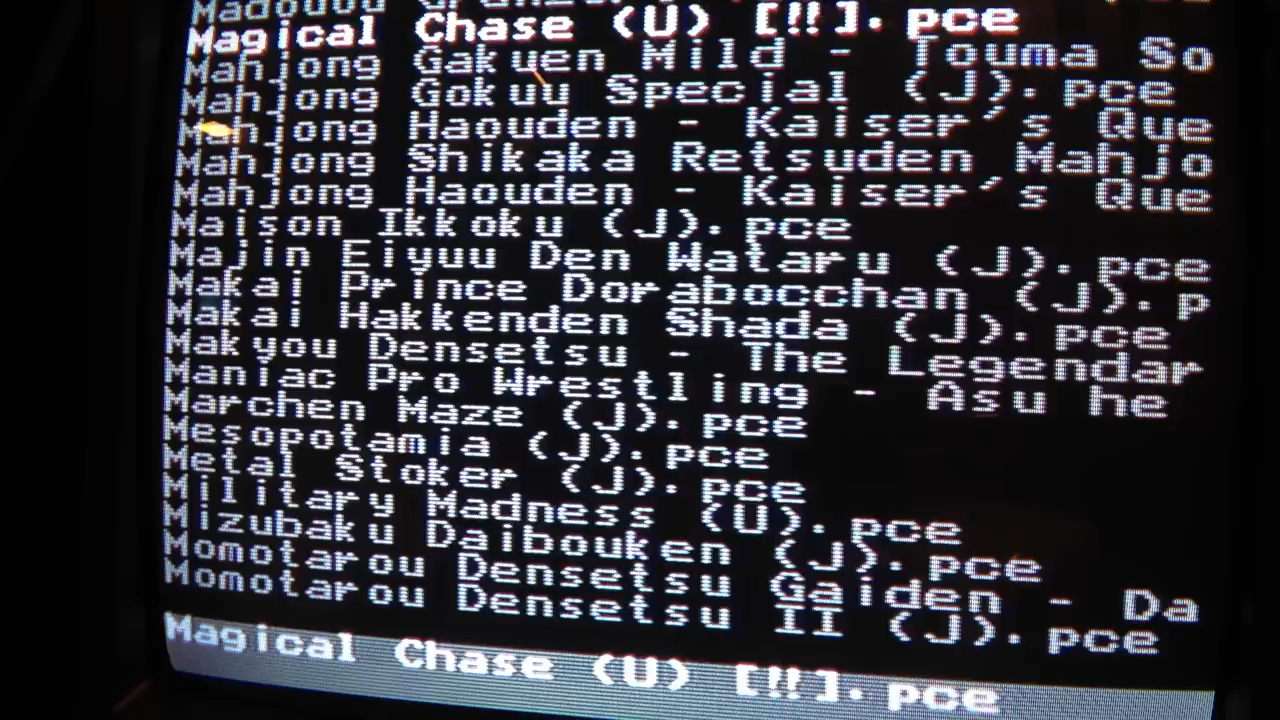 Madouou
Magical Chase (U) [!!].pce
Mahjong Gakuen Mild - Touma So
Mahjong Gokuu Special (J).pce
Mahjong Haouden - Kaiser's Que
Mahjong Shikaka Retsuden Mahjo
Mahjong Haouden - Kaiser's Que
Maison Ikkoku (J).pce
Majin Eiyuu Den Wataru (J).pce
Makai Prince Dorabocchan (J).p
Makai Hakkenden Shada (J).pce
Makyou Densetsu - The Legendar
Maniac Pro Wrestling - Asu he
Marchen Maze (J).pce
Mesopotamia (J).pce
Metal Stoker (J).pce
Military Madness (U).pce
Mizubaku Daibouken (J).pce
Momotarou Densetsu Gaiden - Da
Momotarou Densetsu II (J).pce
Magical Chase (U) [!!].pce